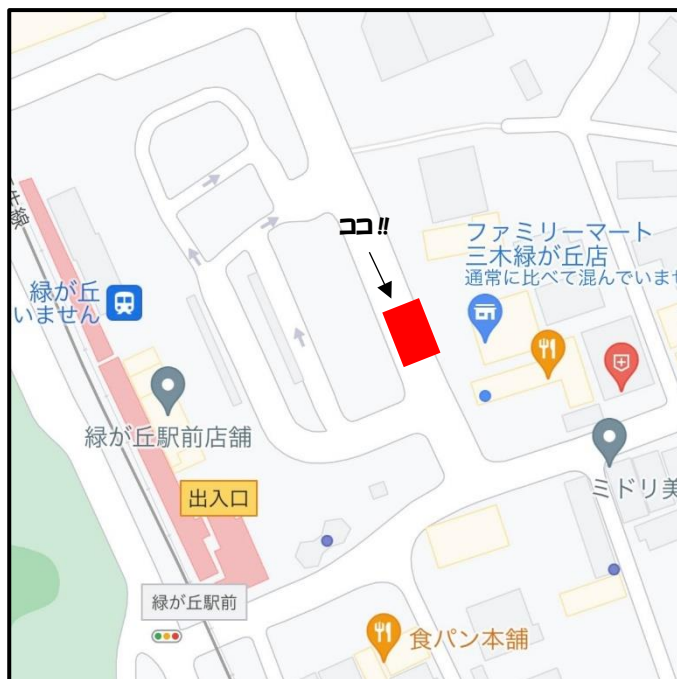 ココ!!
ファミリーマート
三木緑が丘店
通常に比べて混んでいませ
緑が丘
いません
緑が丘駅前店舗
出入口
ミドリ美
緑が丘駅前
食パン本舗